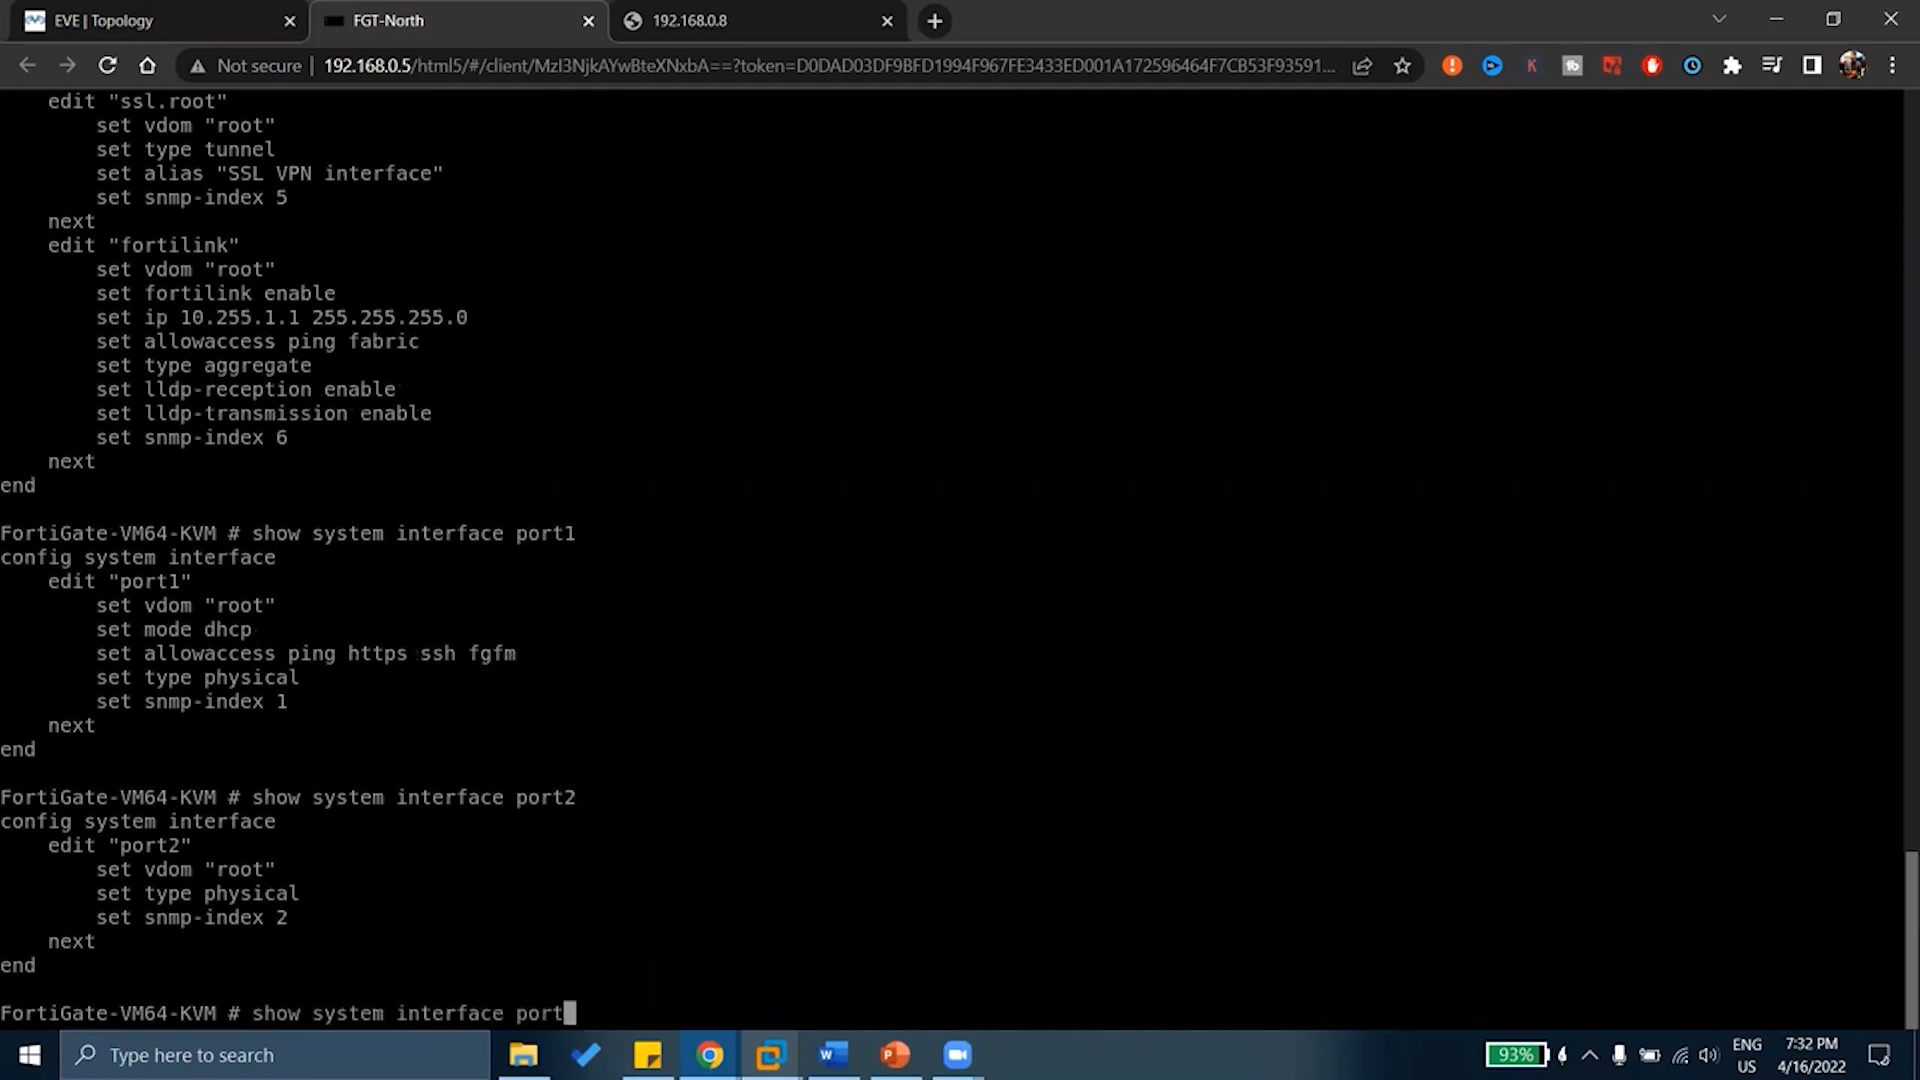 EVE | Topology
FGT-North
192.168.0.8
Not secure
192.168.0.5/html5/#/client/MzI3NjkAYwBteXNxbA==?token=D0DAD03DF9BFD1994F967FE3433ED001A172596464F7CB53F93591...
edit "ssl.root"
set vdom "root"
set type tunnel
set alias "SSL VPN interface"
set snmp-index 5
next
edit "fortilink"
set vdom "root"
set fortilink enable
set ip 10.255.1.1 255.255.255.0
set allowaccess ping fabric
set type aggregate
set lldp-reception enable
set lldp-transmission enable
set snmp-index 6
next
end
FortiGate-VM64-KVM # show system interface port1
config system interface
edit "port1"
set vdom "root"
set mode dhcp
set allowaccess ping https ssh fgfm
set type physical
set snmp-index 1
next
end
FortiGate-VM64-KVM # show system interface port2
config system interface
edit "port2"
set vdom "root"
set type physical
set snmp-index 2
next
end
FortiGate-VM64-KVM # show system interface port
Type here to search
93%
ENG
US
7:32 PM
4/16/2022